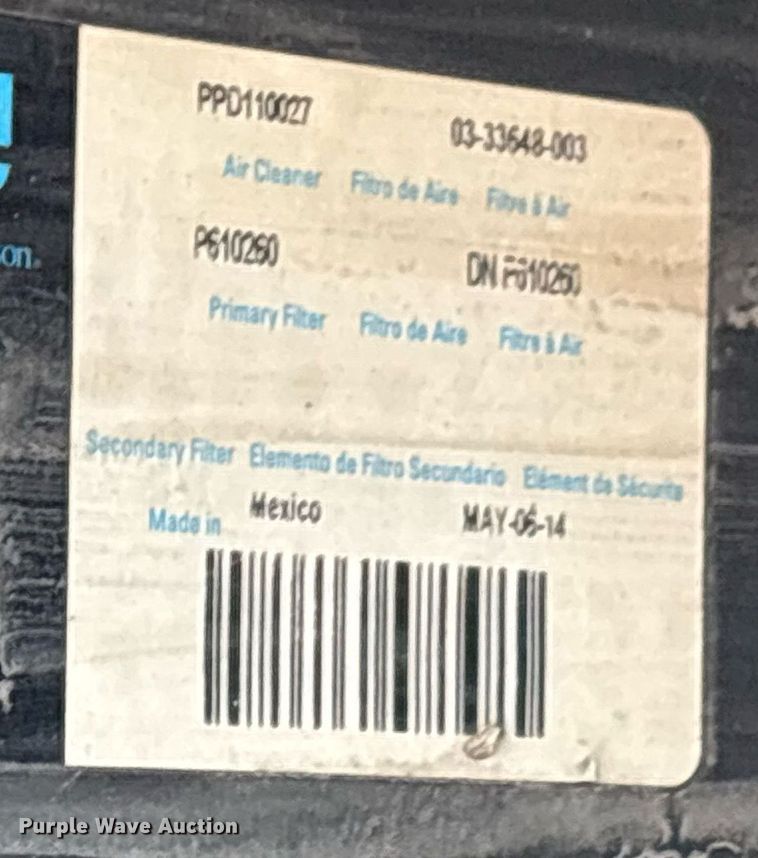 PPD110027 03-33648-003
Air Cleaner Filtro de Aire Filtre à Air
P610260 DN P610260
Primary Filter Filtro de Aire Filtre à Air
on
Secondary Filter Elemento de Filtro Secundario Elément de Sécurité
Made in Mexico MAY-06-14
Purple Wave Auction